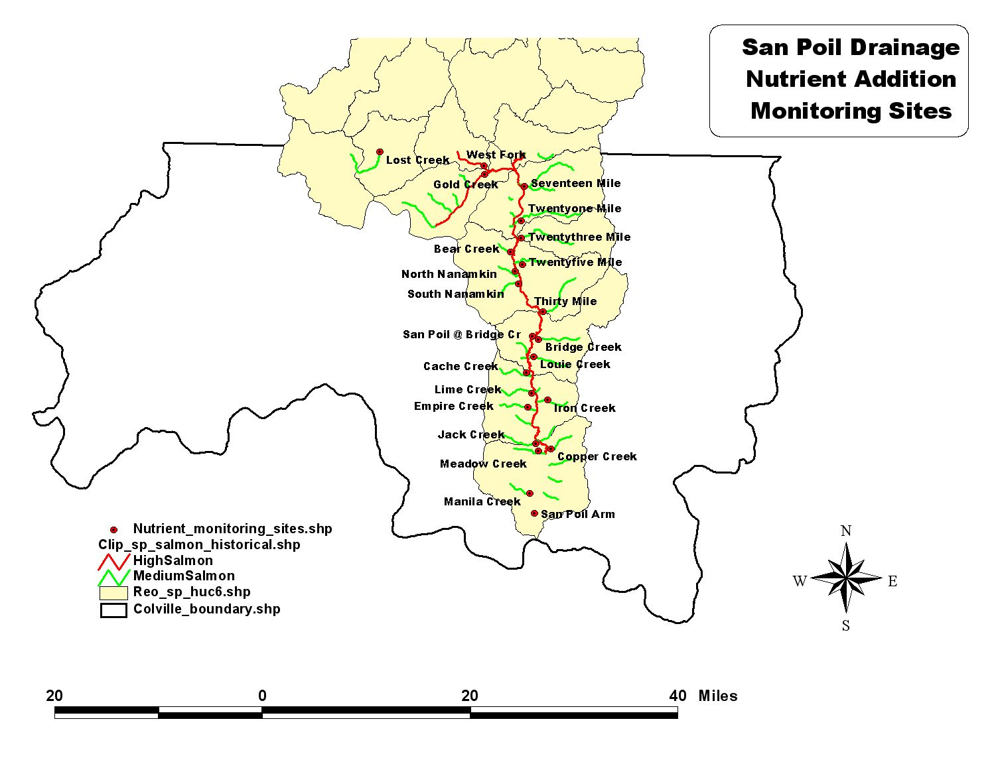 San Poil Drainage
Nutrient Addition
Monitoring Sites
West Fork
Lost Creek
Gold Creek
Seventeen Mile
Twentyone Mile
Twentythree Mile
Bear Creek
Twentyfive Mile
North Nanamkin
South Nanamkin
Thirty Mile
San Poil @ Bridge Cr
Bridge Creek
Louie Creek
Cache Creek
Lime Creek
Empire Creek
Iron Creek
Jack Creek
Copper Creek
Meadow Creek
Manila Creek
San Poil Arm
Nutrient_monitoring_sites.shp
Clip_sp_salmon_historical.shp
HighSalmon
MediumSalmon
Reo_sp_huc6.shp
Colville_boundary.shp
N
W E
S
20 0 20 40 Miles